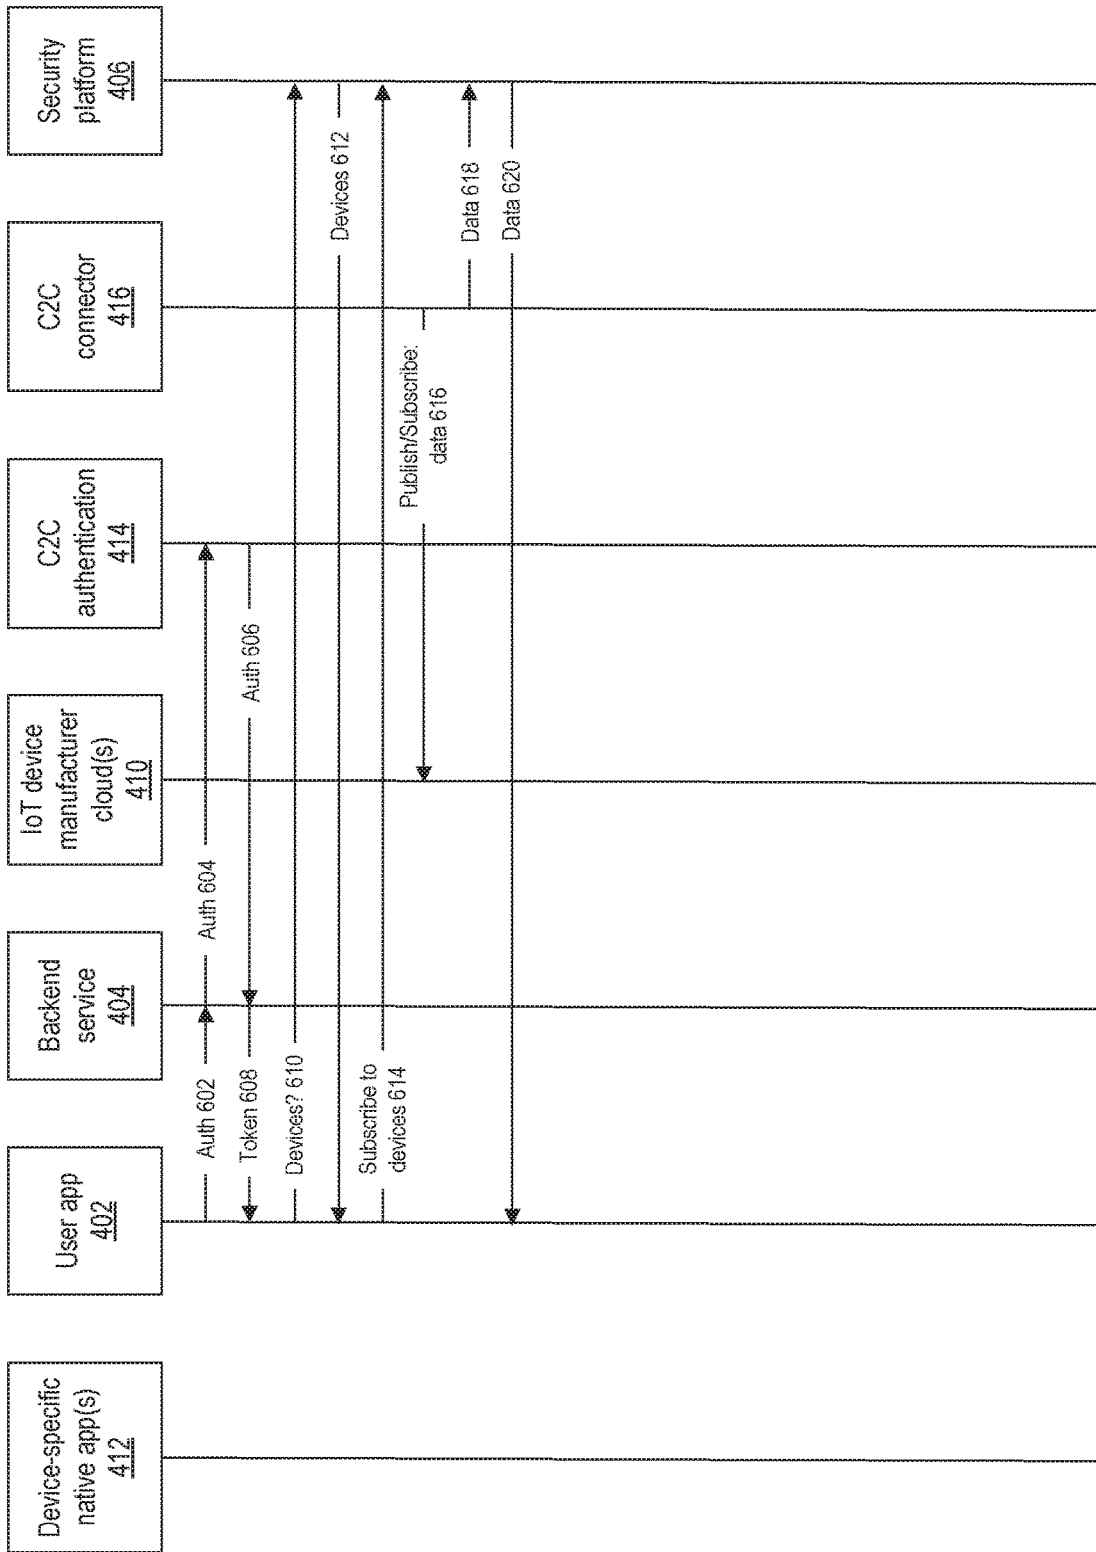 Device-specific
native app(s)
412
User app
402
Backend
service
404
IoT device
manufacturer
cloud(s)
410
C2C
authentication
414
C2C
connector
416
Security
platform
406
Auth 602
Auth 604
Auth 606
Token 608
Devices? 610
Devices 612
Subscribe to
devices 614
Publish/Subscribe:
data 616
Data 618
Data 620